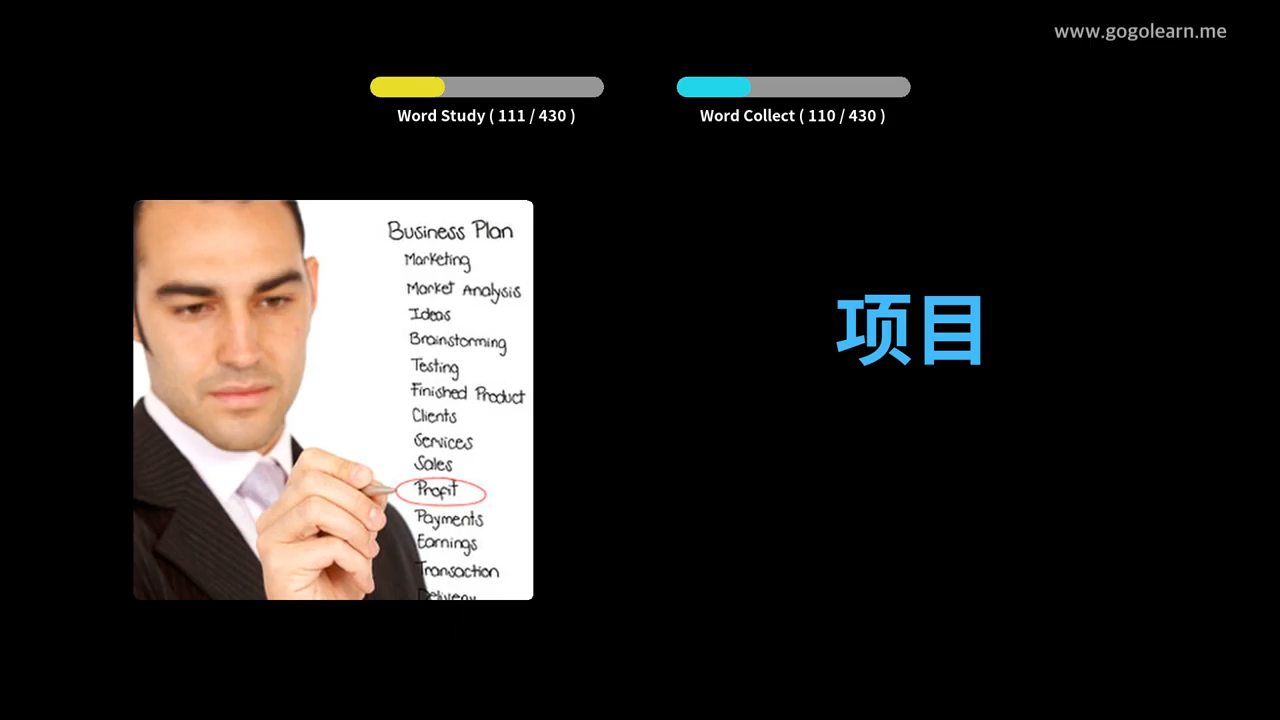 www.gogolearn.me
Word Study ( 111 / 430 )
Word Collect ( 110 / 430 )
Business Plan
Marketing
Market Analysis
Ideas
Brainstorming
Testing
Finished Product
Clients
Services
Sales
Profit
Payments
Earnings
Transaction
Delivery
项目